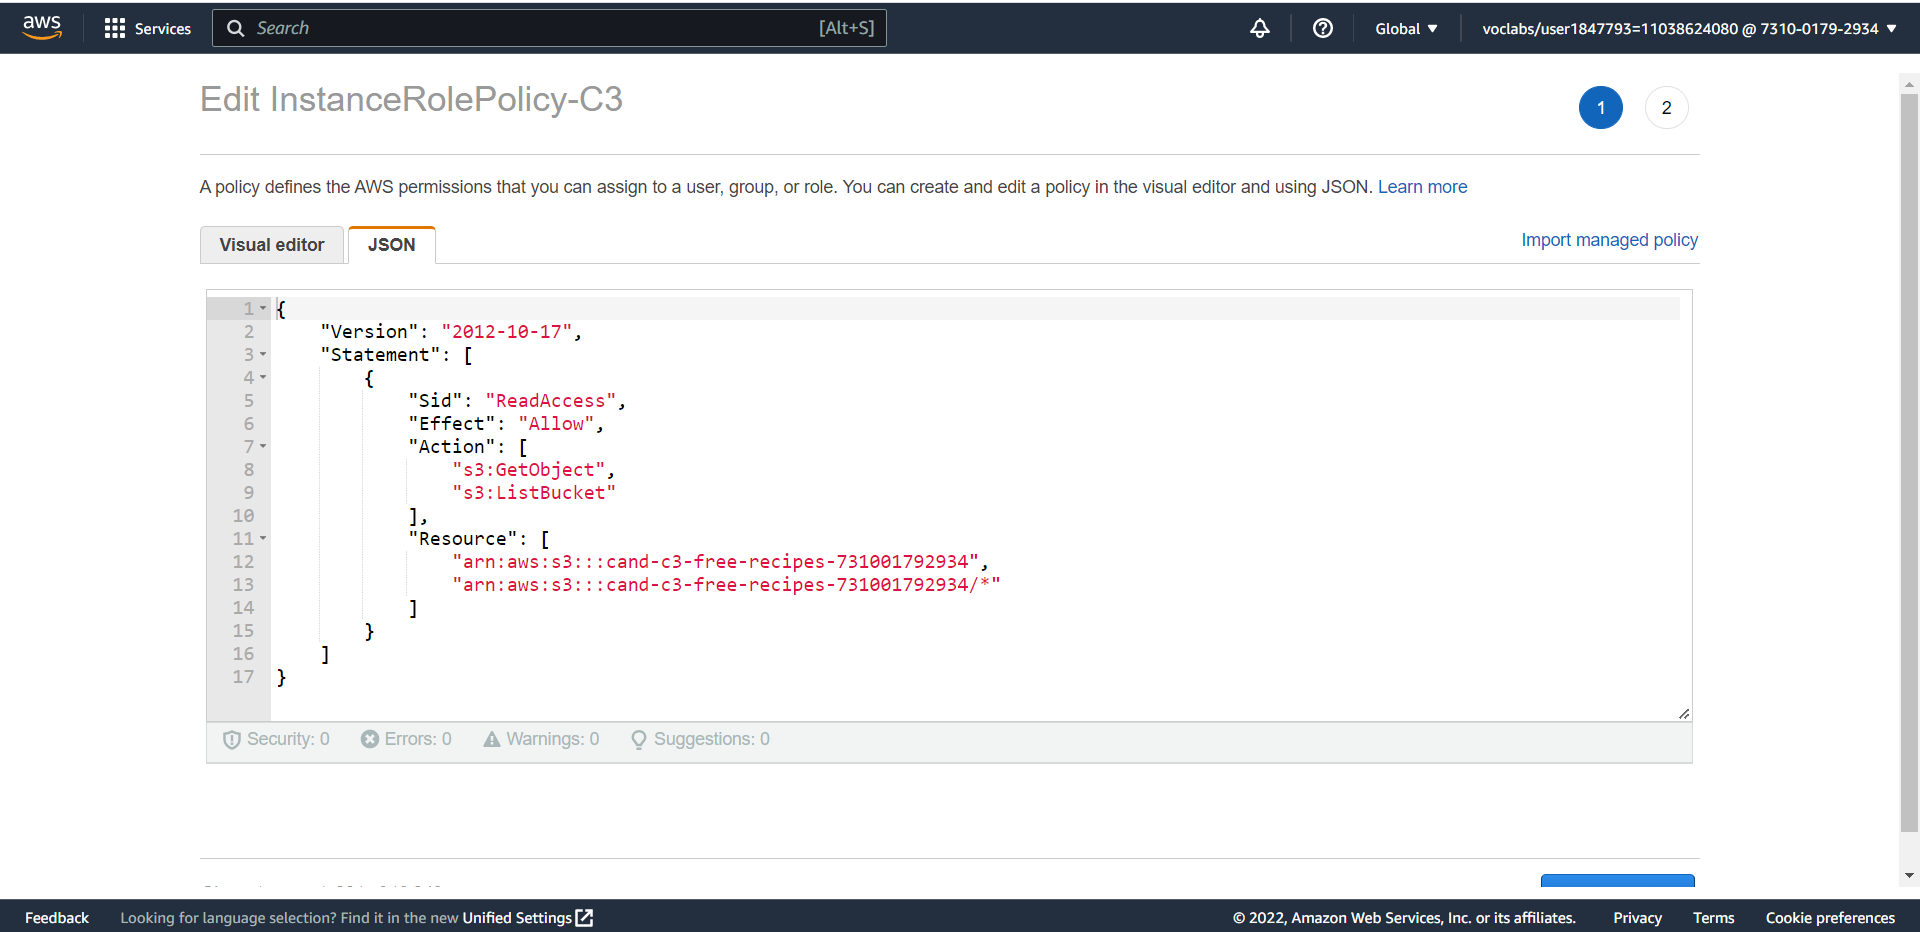 aws Services Search [Alt+S] Global voclabs/user1847793=11038624080 @ 7310-0179-2934
Edit InstanceRolePolicy-C3
1 2
A policy defines the AWS permissions that you can assign to a user, group, or role. You can create and edit a policy in the visual editor and using JSON. Learn more
Visual editor JSON Import managed policy
1 {
2 "Version": "2012-10-17",
3 "Statement": [
4 {
5 "Sid": "ReadAccess",
6 "Effect": "Allow",
7 "Action": [
8 "s3:GetObject",
9 "s3:ListBucket"
10 ],
11 "Resource": [
12 "arn:aws:s3:::cand-c3-free-recipes-731001792934",
13 "arn:aws:s3:::cand-c3-free-recipes-731001792934/*"
14 ]
15 }
16 ]
17 }
Security: 0 Errors: 0 Warnings: 0 Suggestions: 0
Feedback Looking for language selection? Find it in the new Unified Settings © 2022, Amazon Web Services, Inc. or its affiliates. Privacy Terms Cookie preferences